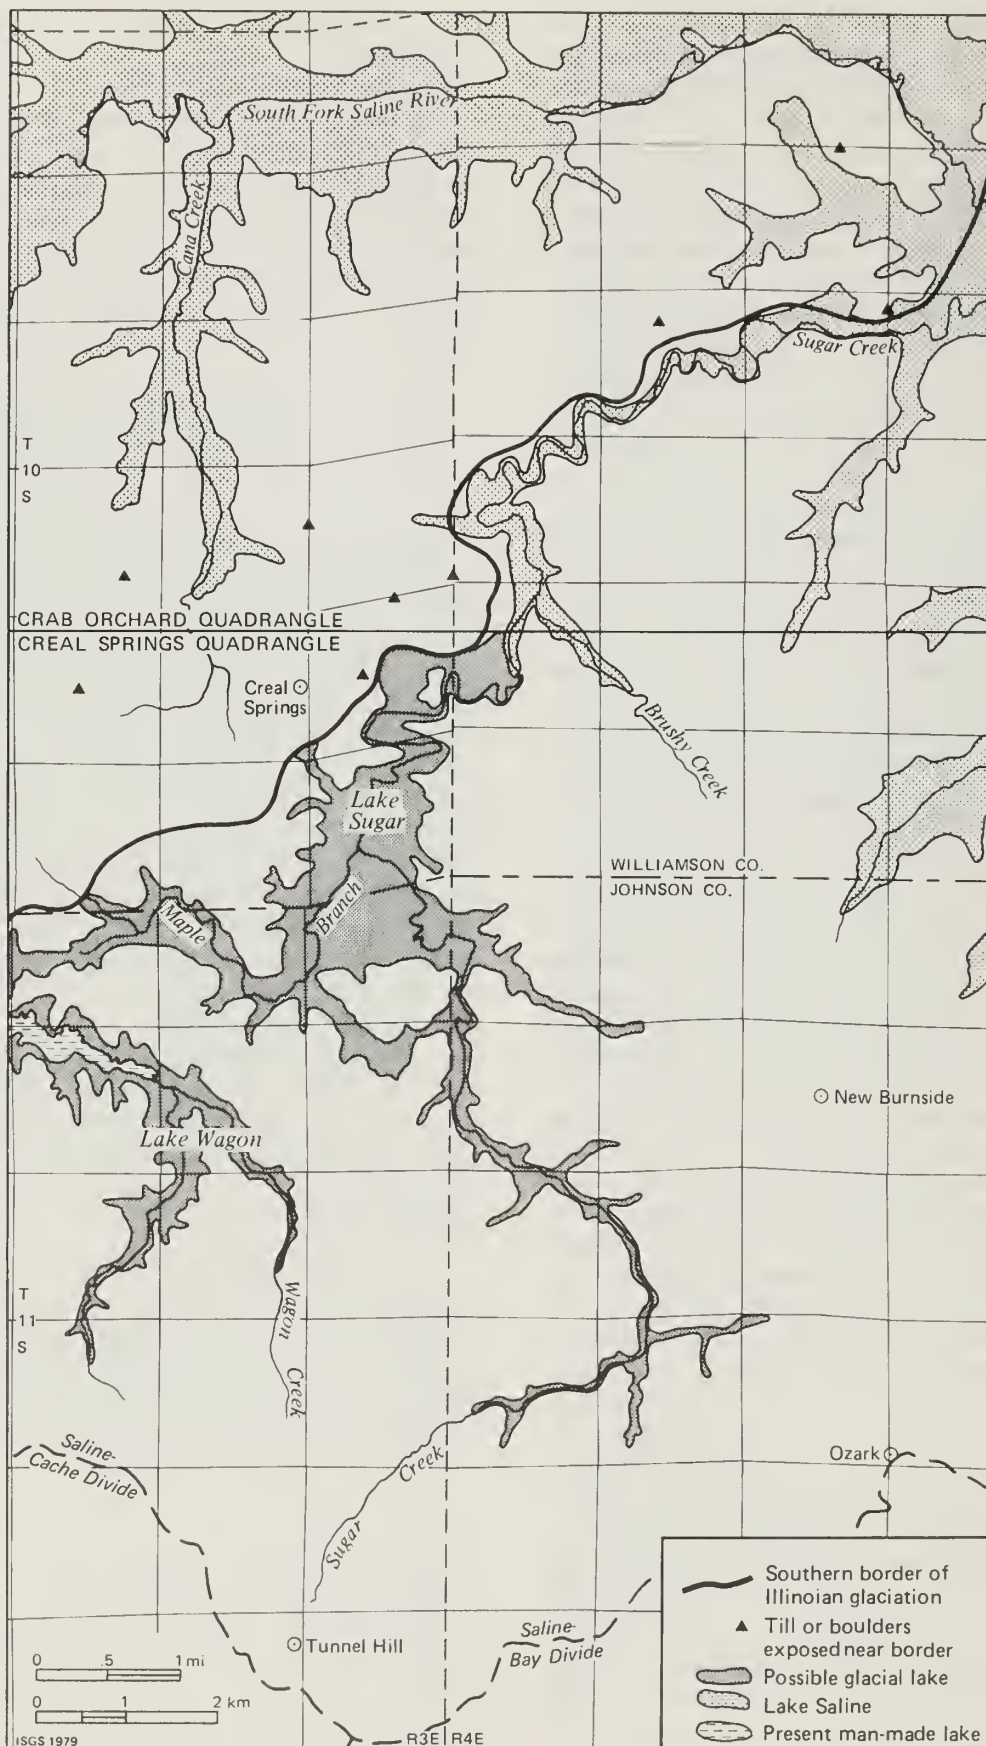 South Fork Saline River
Cana Creek
Sugar Creek
T
10
S
CRAB ORCHARD QUADRANGLE
CREAL SPRINGS QUADRANGLE
Creal
Springs
Brushy Creek
Lake
Sugar
WILLIAMSON CO.
JOHNSON CO.
Maple
Branch
New Burnside
Lake Wagon
T
11
S
Wagon
Creek
Saline-
Cache Divide
Ozark
Sugar
Creek
Southern border of
Illinoian glaciation
Till or boulders
exposed near border
Possible glacial lake
Lake Saline
Present man-made lake
Tunnel Hill
Saline-
Bay Divide
0 .5 1 mi
0 1 2 km
R3E R4E
ISGS 1979